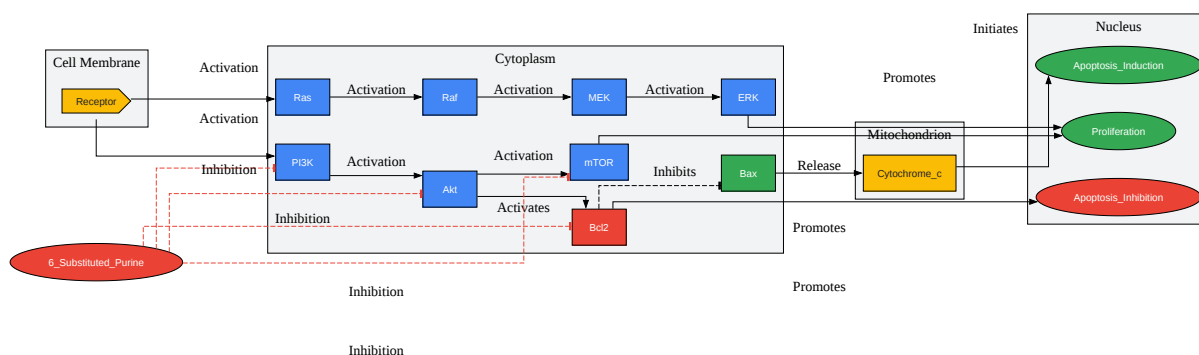 Initiates
Nucleus
Cell Membrane
Cytoplasm
Activation
Apoptosis_Induction
Promotes
Receptor
Ras
Activation
Raf
Activation
MEK
Activation
ERK
Activation
Proliferation
Mitochondrion
PI3K
Inhibition
Activation
Activation
mTOR
Inhibits
Bax
Release
Cytochrome_c
Akt
Activates
Apoptosis_Inhibition
Inhibition
Bcl2
Promotes
6_Substituted_Purine
Inhibition
Promotes
Inhibition